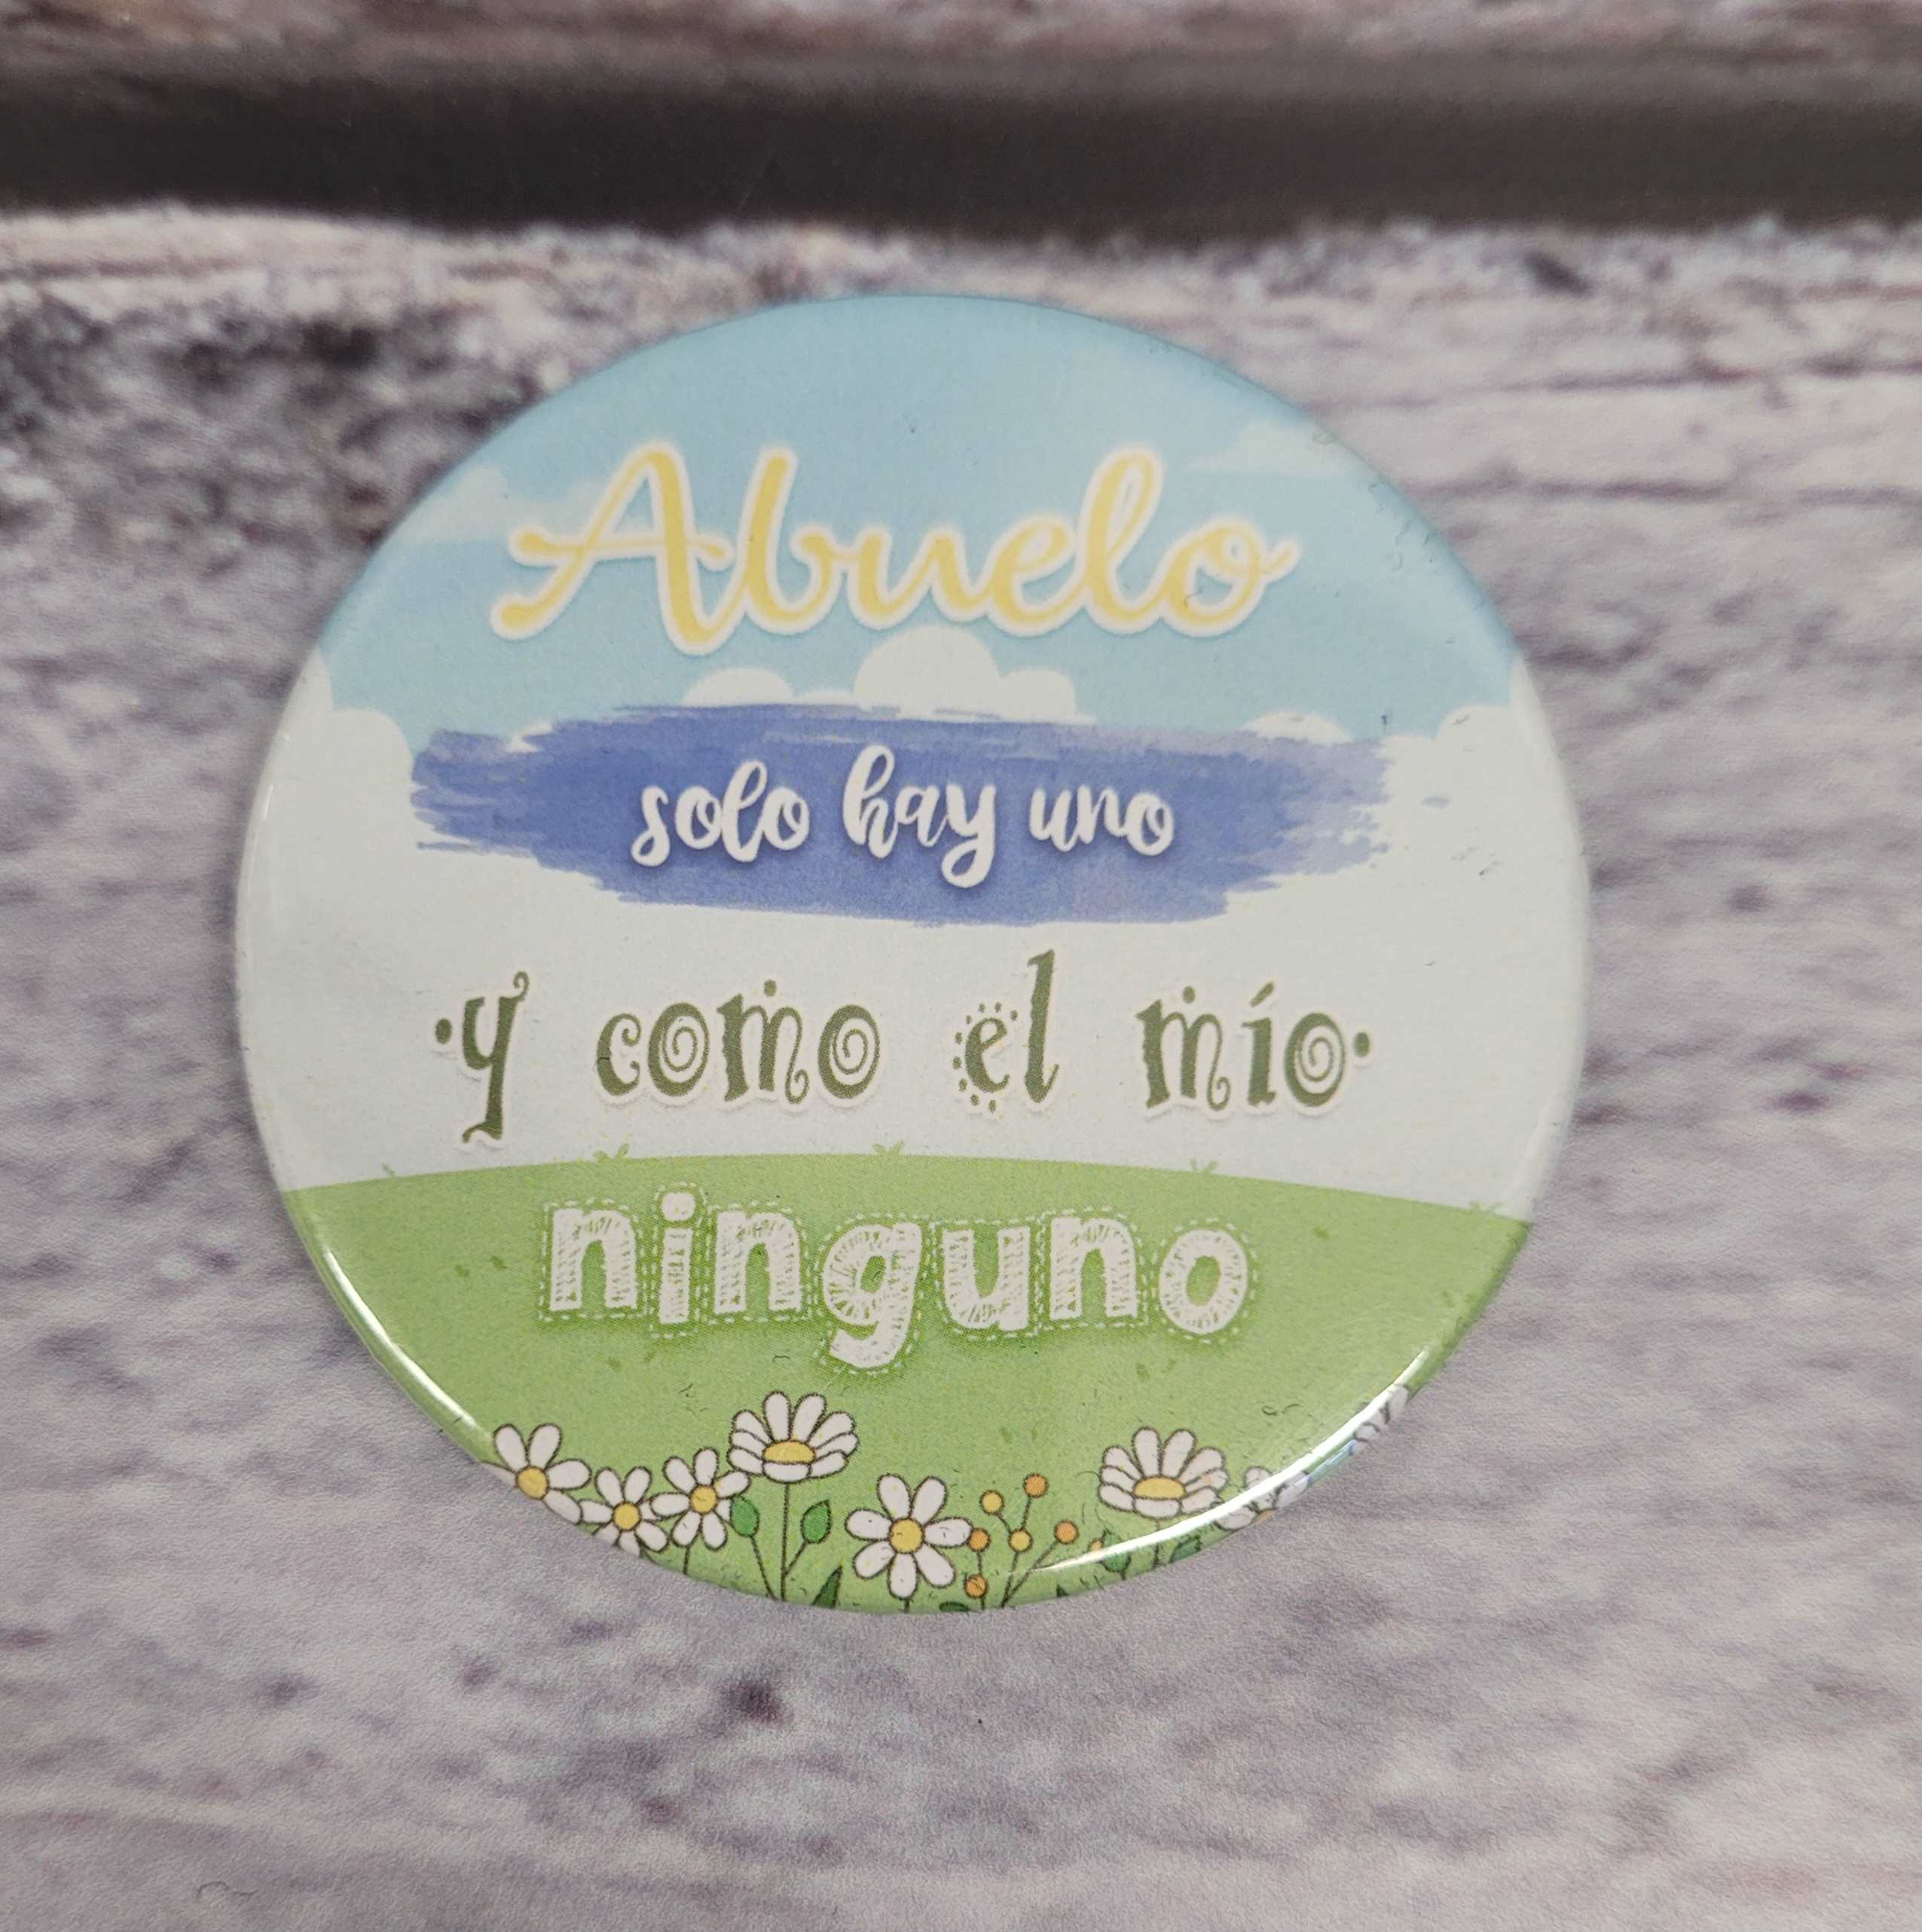 Abuelo
solo hay uno
·y como el mío·
ninguno